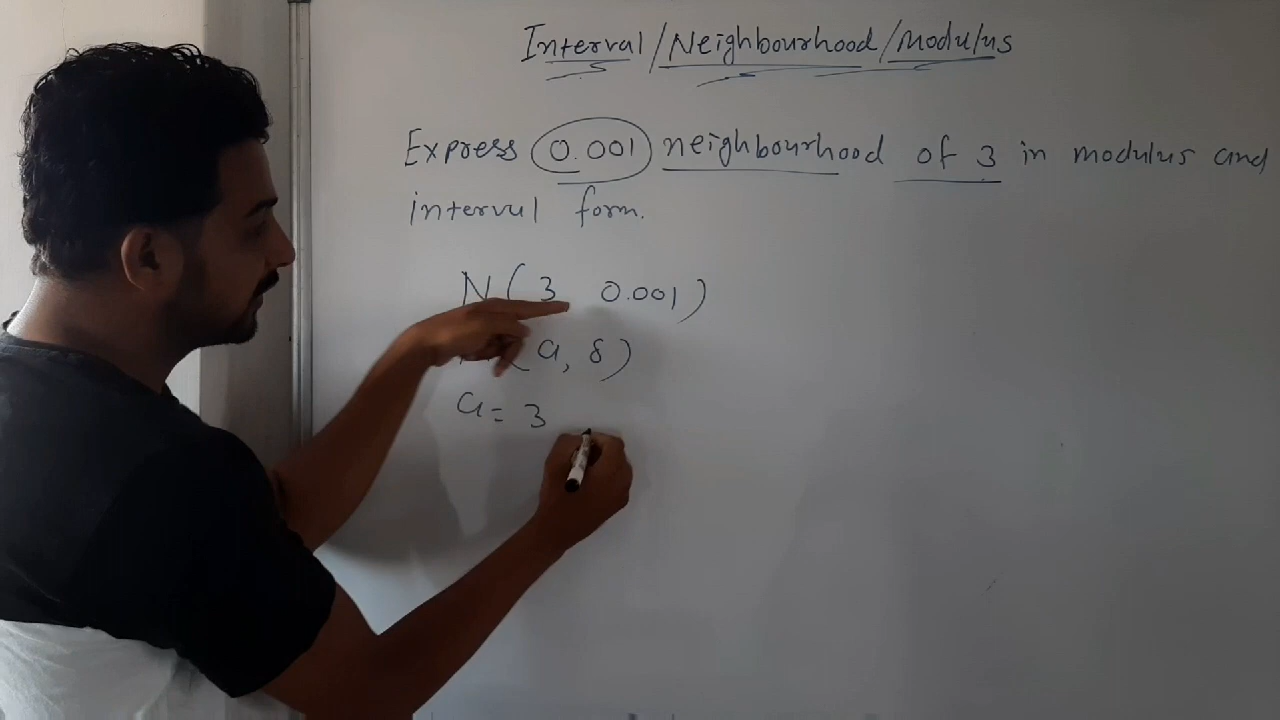 Interval/Neighbourhood/Modulus
Express 0.001 neighbourhood of 3 in modulus and
interval form.
N(3 0.001)
(a, δ)
a = 3